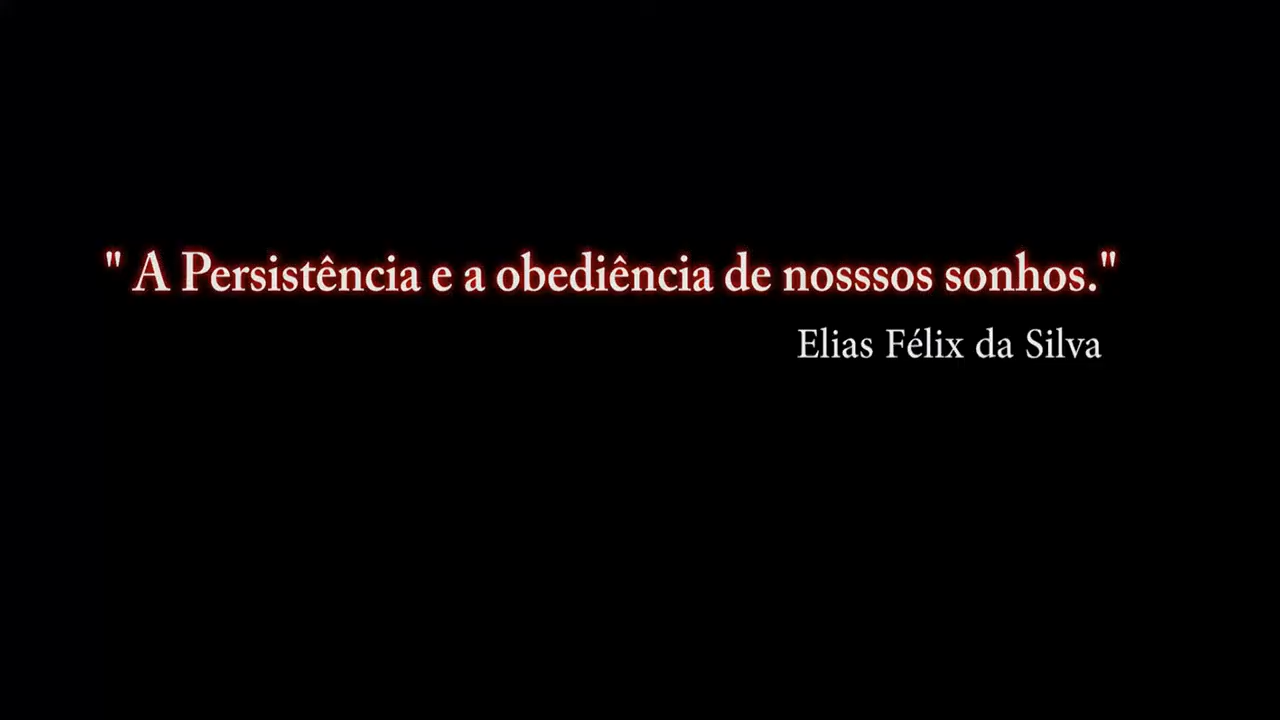 " A Persistência e a obediência de nosssos sonhos."
Elias Félix da Silva